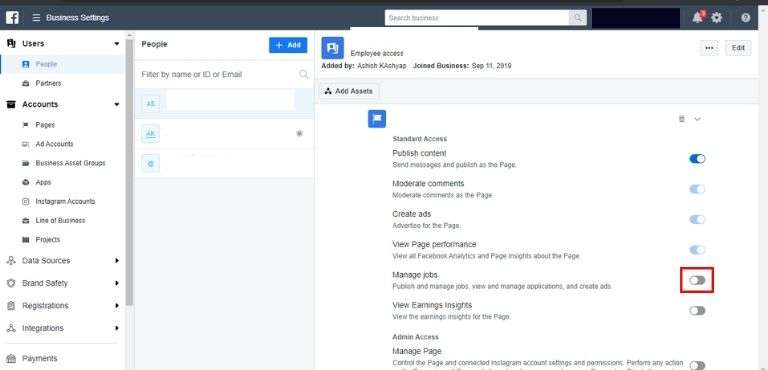 Business Settings
Search business
Users
People
Partners
Accounts
Pages
Ad Accounts
Business Asset Groups
Apps
Instagram Accounts
Line of Business
Projects
Data Sources
Brand Safety
Registrations
Integrations
Payments
People
+ Add
Filter by name or ID or Email
AK
Employee access
Added by: Ashish KAchyap · Joined Business: Sep 11, 2019
Edit
Add Assets
Standard Access
Publish content
Send messages and publish as the Page.
Moderate comments
Moderate comments as the Page.
Create ads
Advertise for the Page.
View Page performance
View all Facebook Analytics and Page Insights about the Page.
Manage jobs
Publish and manage jobs, view and manage applications, and create ads.
View Earnings Insights
View the earnings insights for the Page.
Admin Access
Manage Page
Control the Page and connected Instagram account settings and permissions. Perform any action